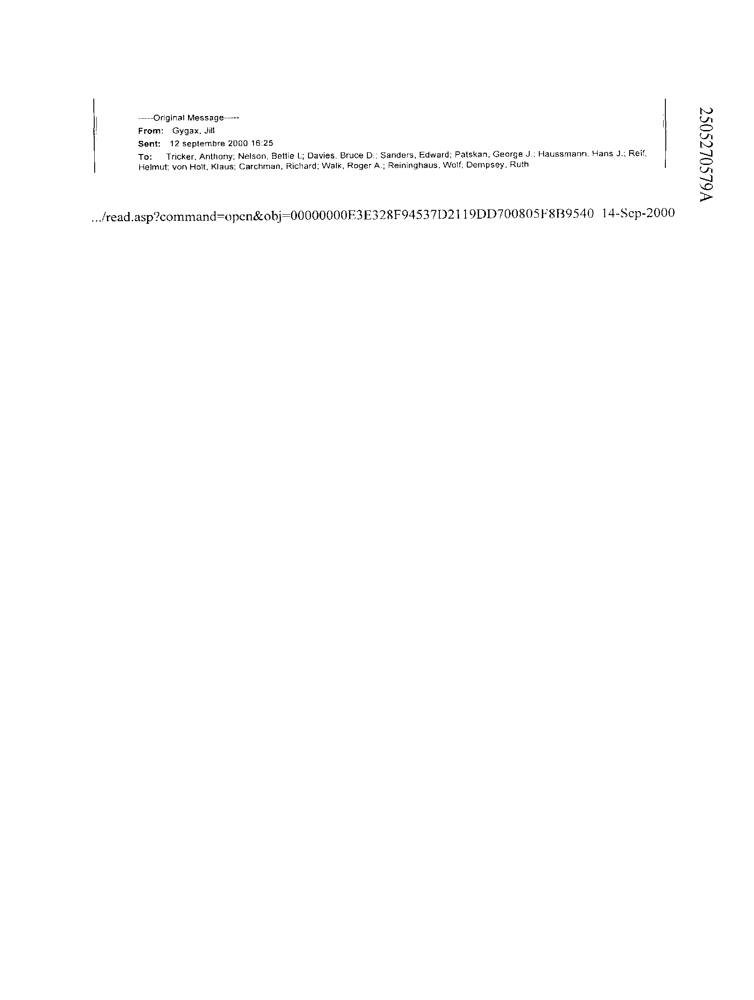 -----Original Message-----
From: Gygax, Jill
Sent: 12 septembre 2000 16:25
To: Tricker, Anthony; Nelson, Bettie L; Davies, Bruce D.; Sanders, Edward; Patskan, George J.; Haussmann, Hans J.; Reif,
Helmut; von Holt, Klaus; Carchman, Richard; Walk, Roger A.; Reininghaus, Wolf; Dempsey, Ruth
.../read.asp?command=open&obj=00000000E3E328F94537D2119DD700805F8B9540 14-Sep-2000
2505270579A